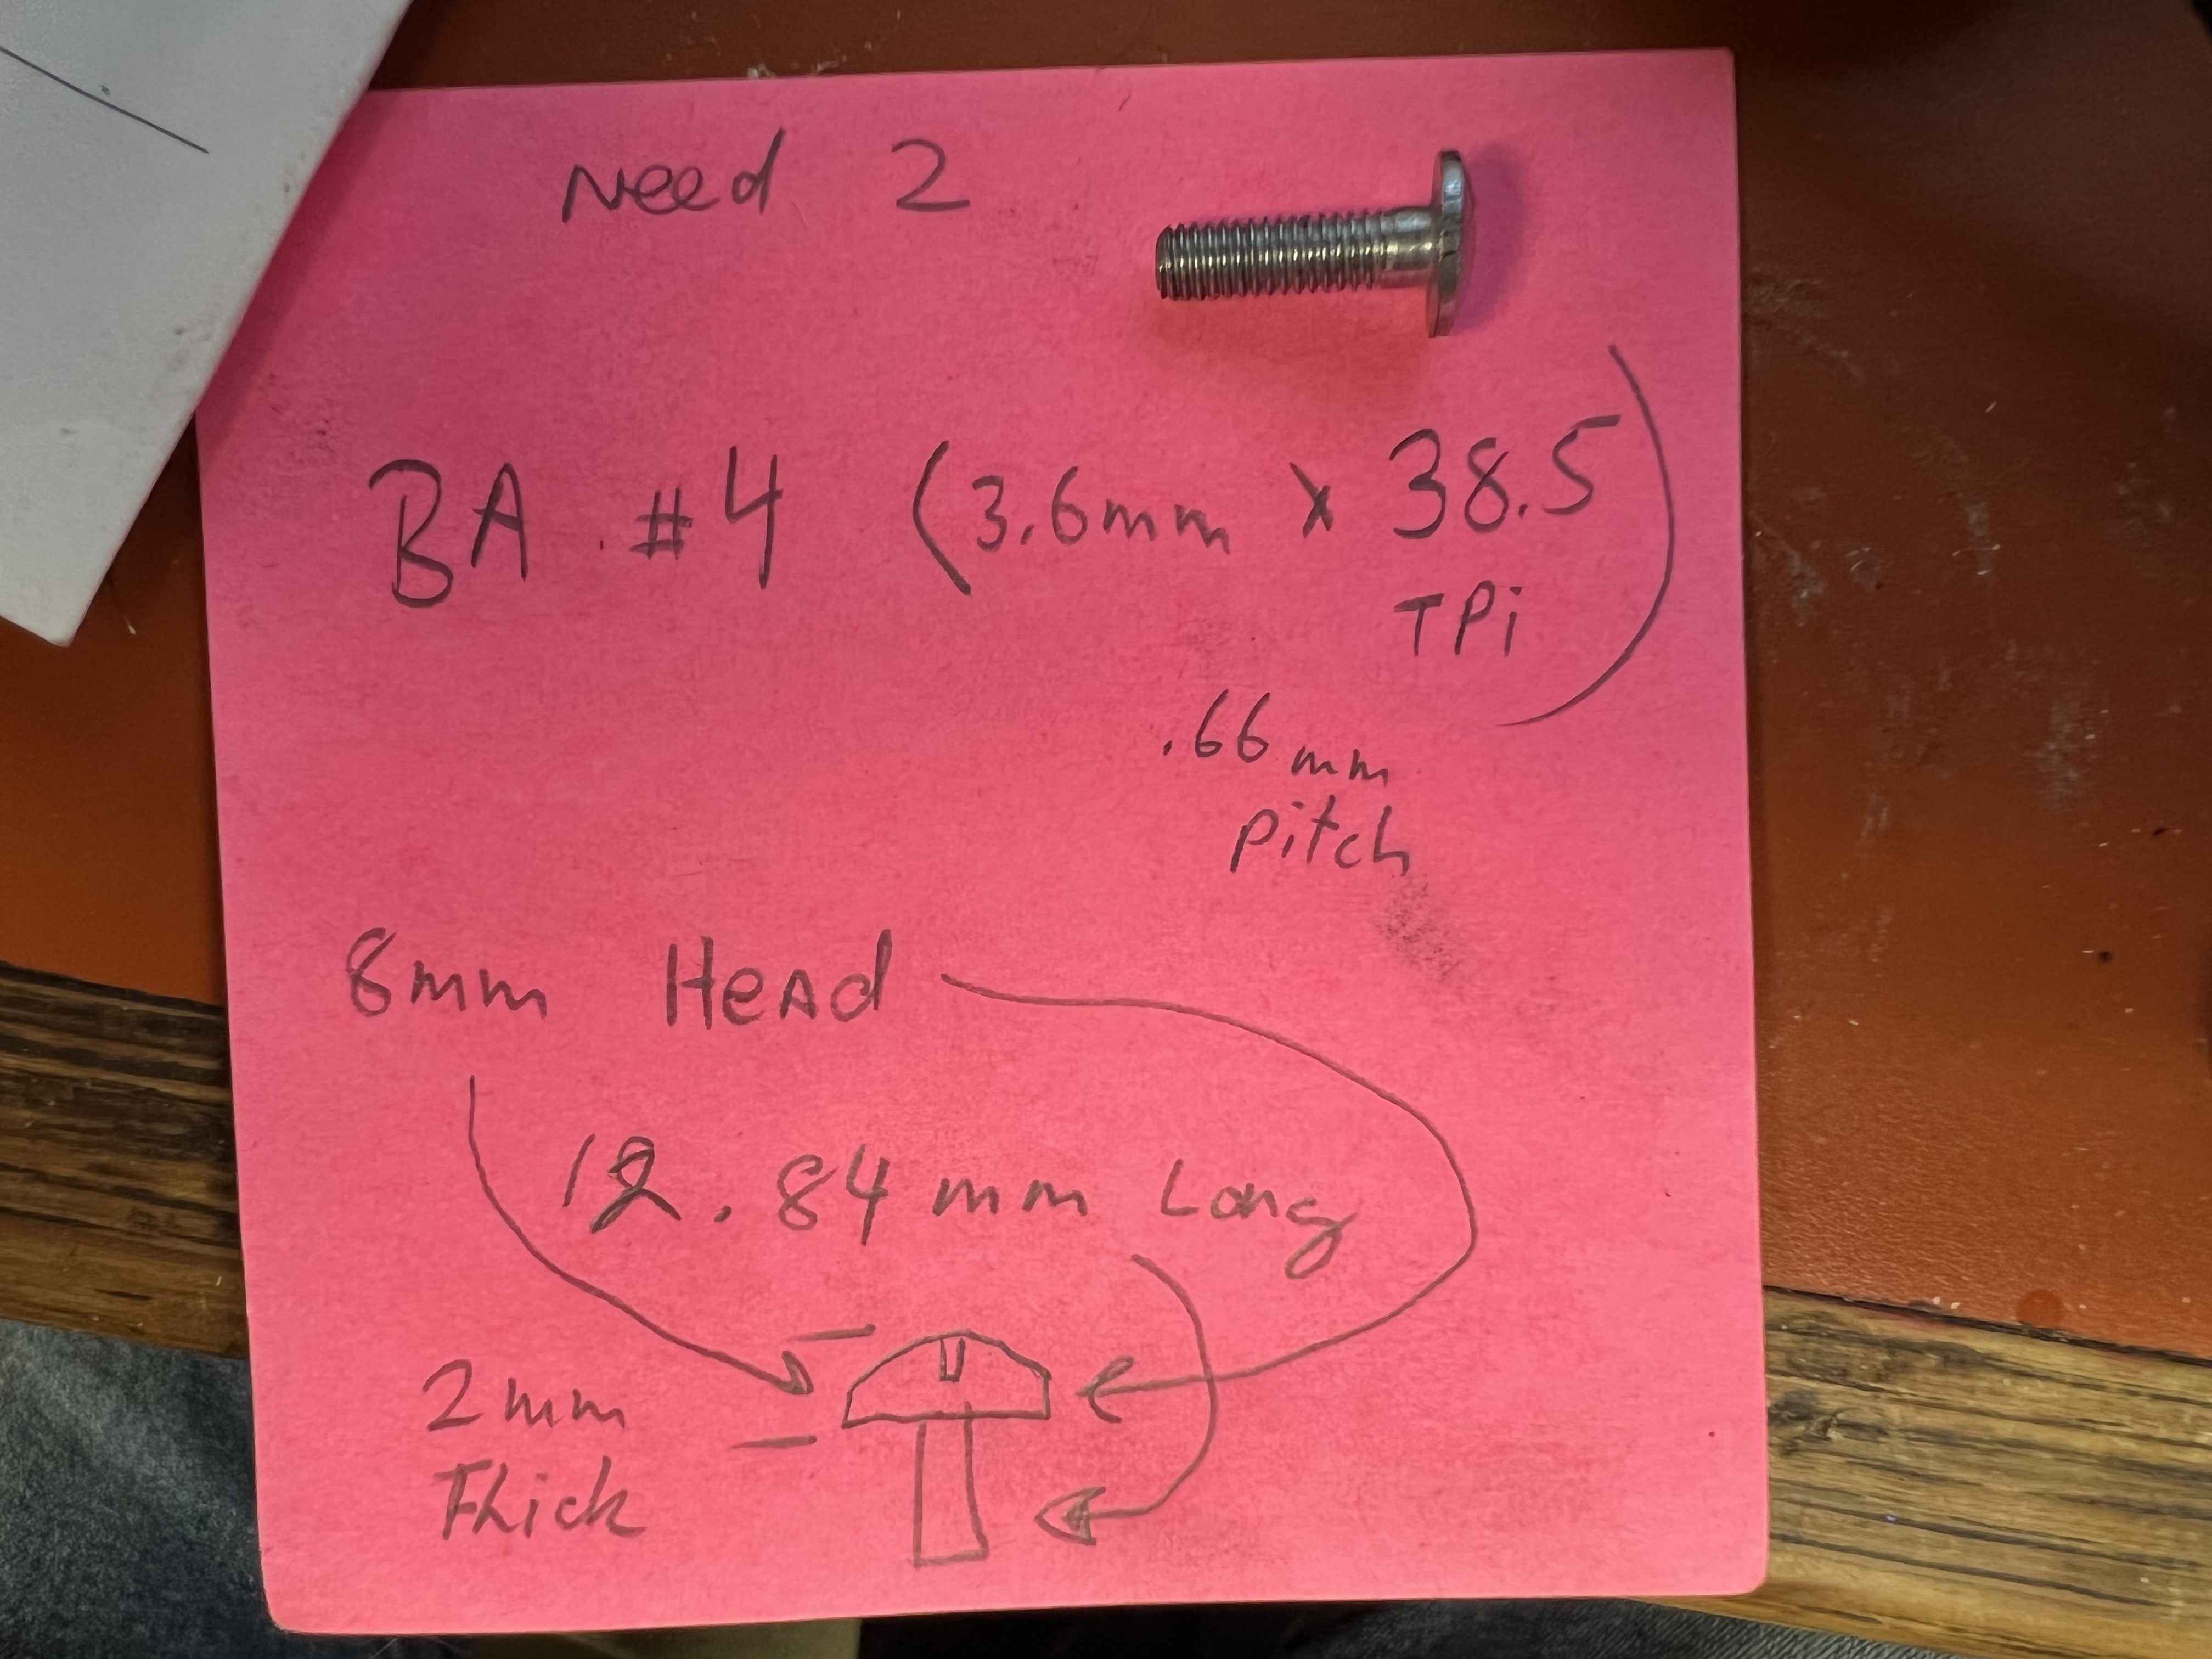 Need 2
BA #4 (3.6mm x 38.5
TPi
.66mm
pitch
8mm Head
12.84mm Long
2mm
Thick